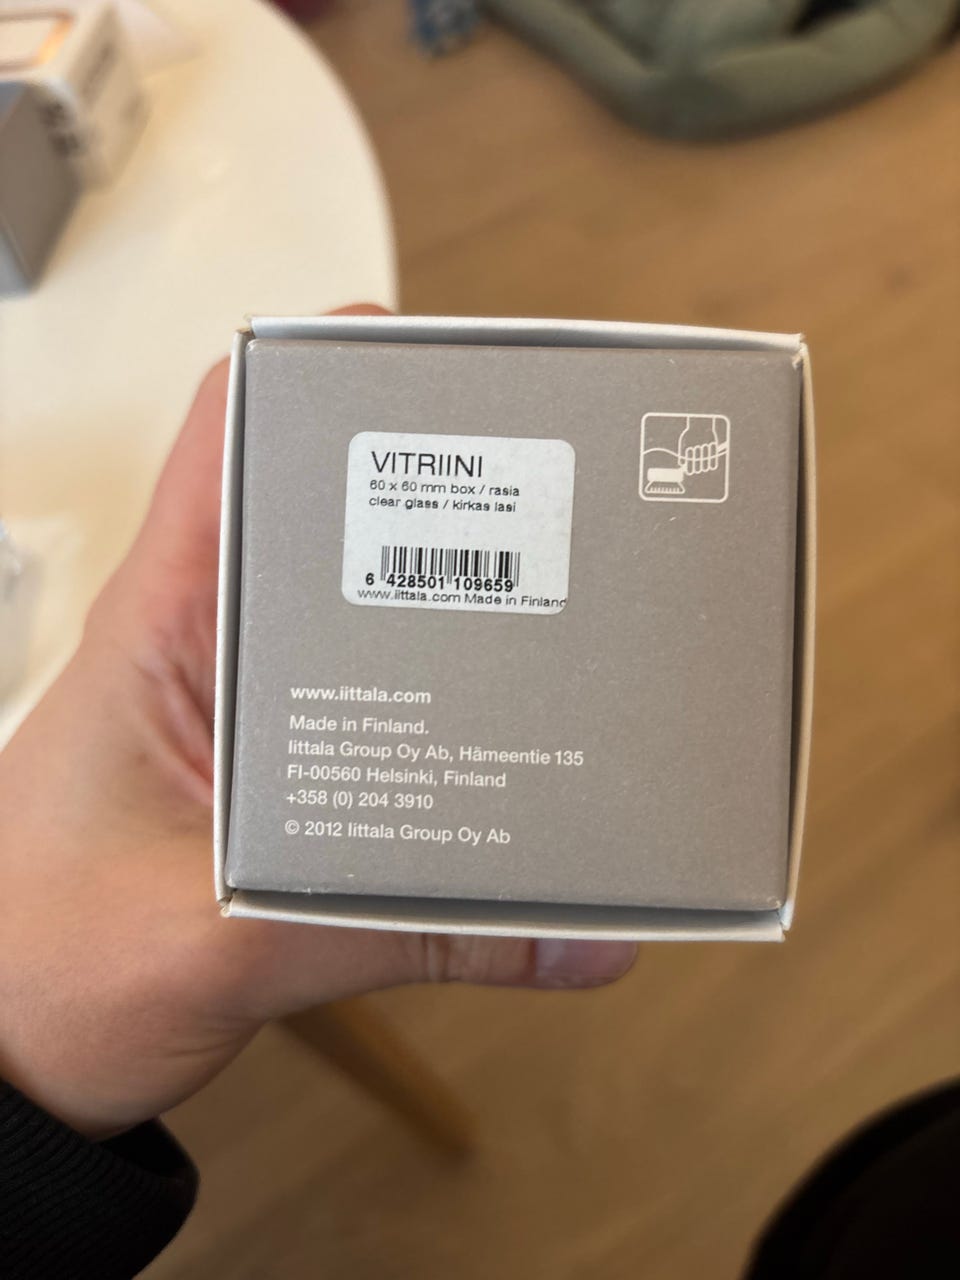 VITRIINI
60 x 60 mm box / rasia
clear glass / kirkas lasi
6 428501 109659
www.iittala.com Made in Finland
www.iittala.com
Made in Finland.
Iittala Group Oy Ab, Hämeentie 135
FI-00560 Helsinki, Finland
+358 (0) 204 3910
© 2012 Iittala Group Oy Ab